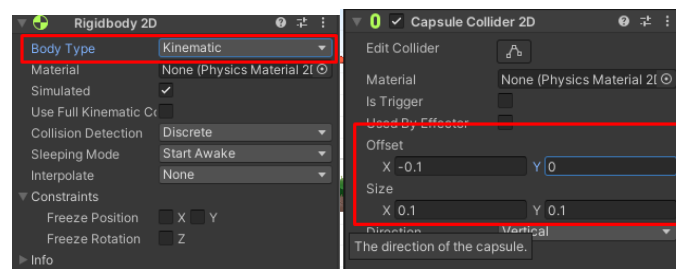 Rigidbody 2D
Body Type Kinematic
Material None (Physics Material 2D
Simulated
Use Full Kinematic Co
Collision Detection Discrete
Sleeping Mode Start Awake
Interpolate None
Constraints
Freeze Position X Y
Freeze Rotation Z
Info
Capsule Collider 2D
Edit Collider
Material None (Physics Material 2D
Is Trigger
Used By Effector
Offset
X -0.1 Y 0
Size
X 0.1 Y 0.1
Direction Vertical
The direction of the capsule.